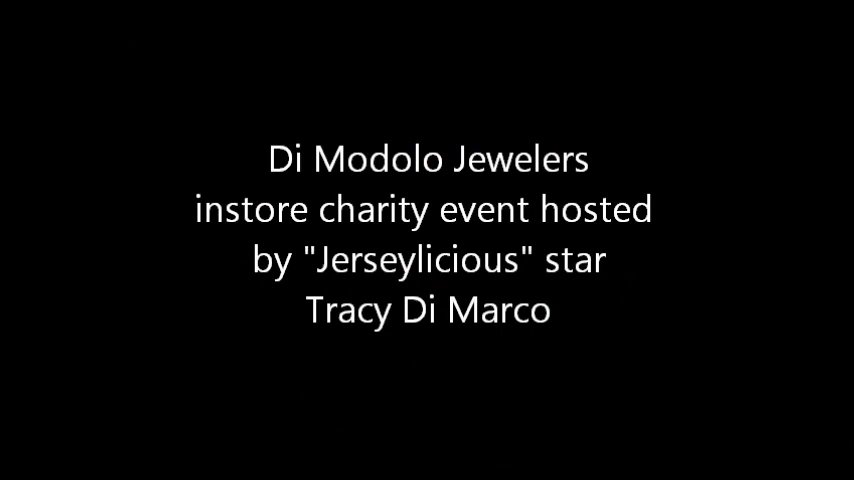 Di Modolo Jewelers
instore charity event hosted
by "Jerseylicious" star
Tracy Di Marco